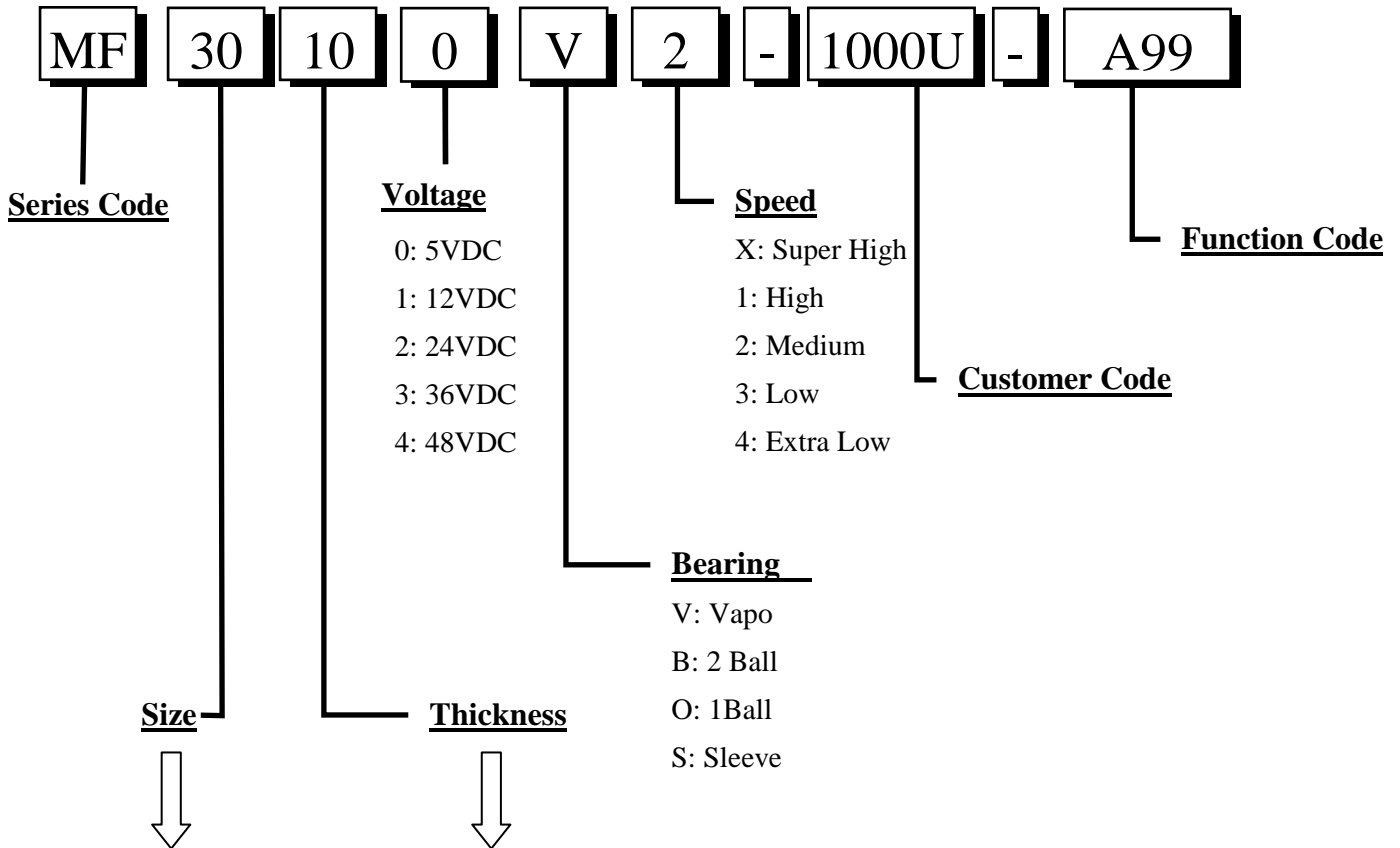 MF 30 10 0 V 2 - 1000U - A99
Series Code
Voltage
0: 5VDC
1: 12VDC
2: 24VDC
3: 36VDC
4: 48VDC
Speed
X: Super High
1: High
2: Medium
3: Low
4: Extra Low
Function Code
Customer Code
Bearing
V: Vapo
B: 2 Ball
O: 1Ball
S: Sleeve
Size
Thickness